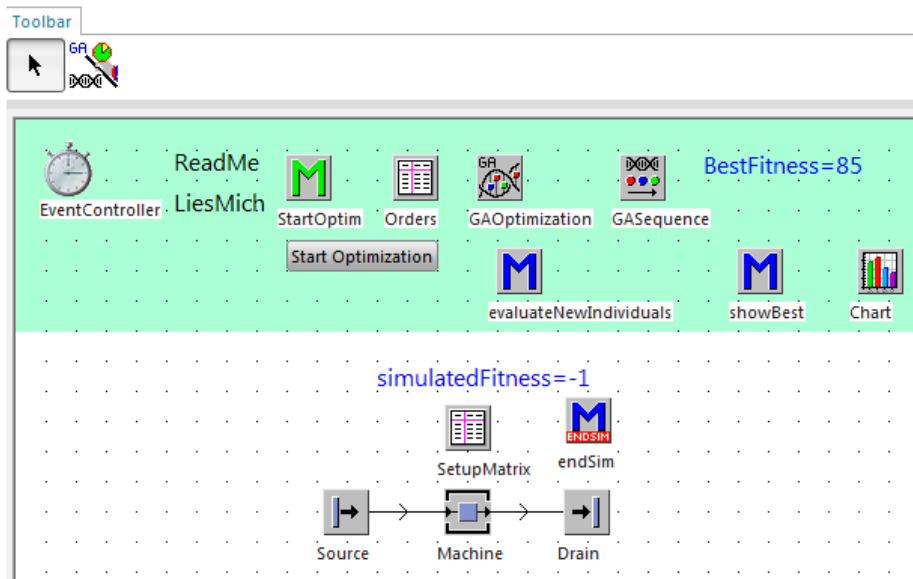 Toolbar
GA
ReadMe
LiesMich
EventController
StartOptim
Orders
GA
GAOptimization
GASequence
BestFitness=85
Start Optimization
M
M
M
evaluateNewIndividuals
showBest
Chart
simulatedFitness=-1
SetupMatrix
M
ENDSIM
endSim
Source
Machine
Drain